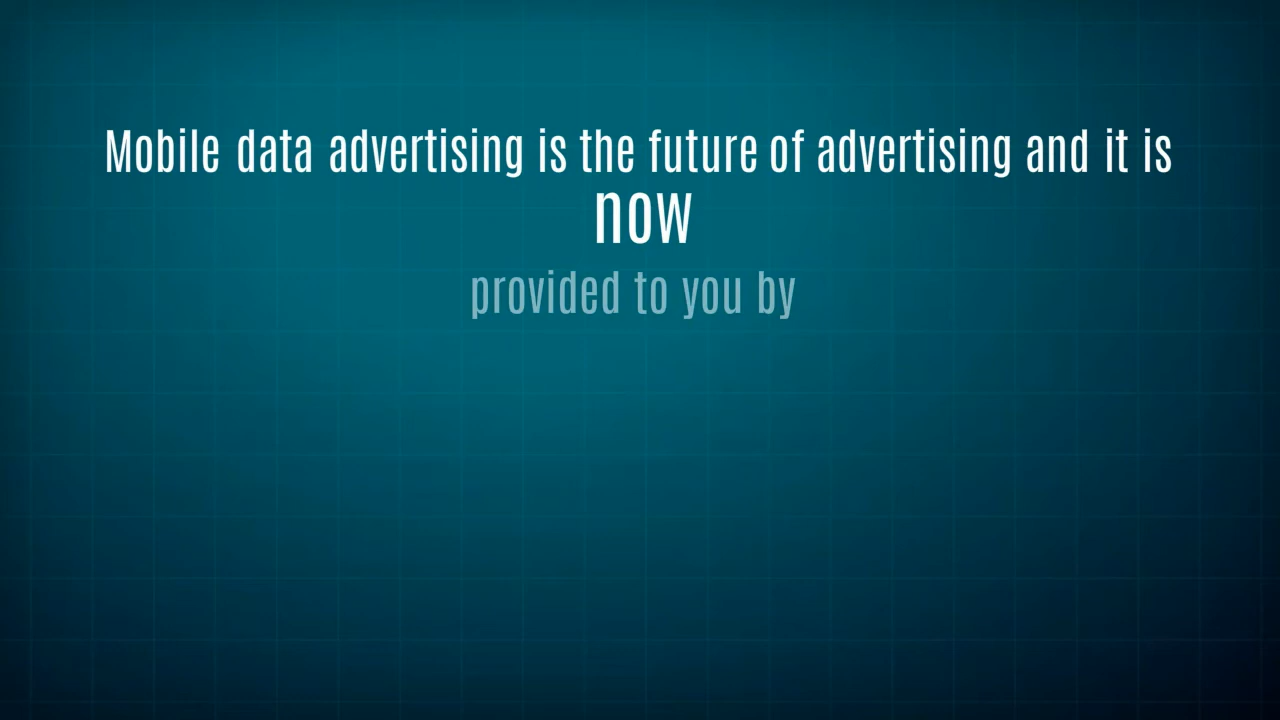 Mobile data advertising is the future of advertising and it is
now
provided to you by